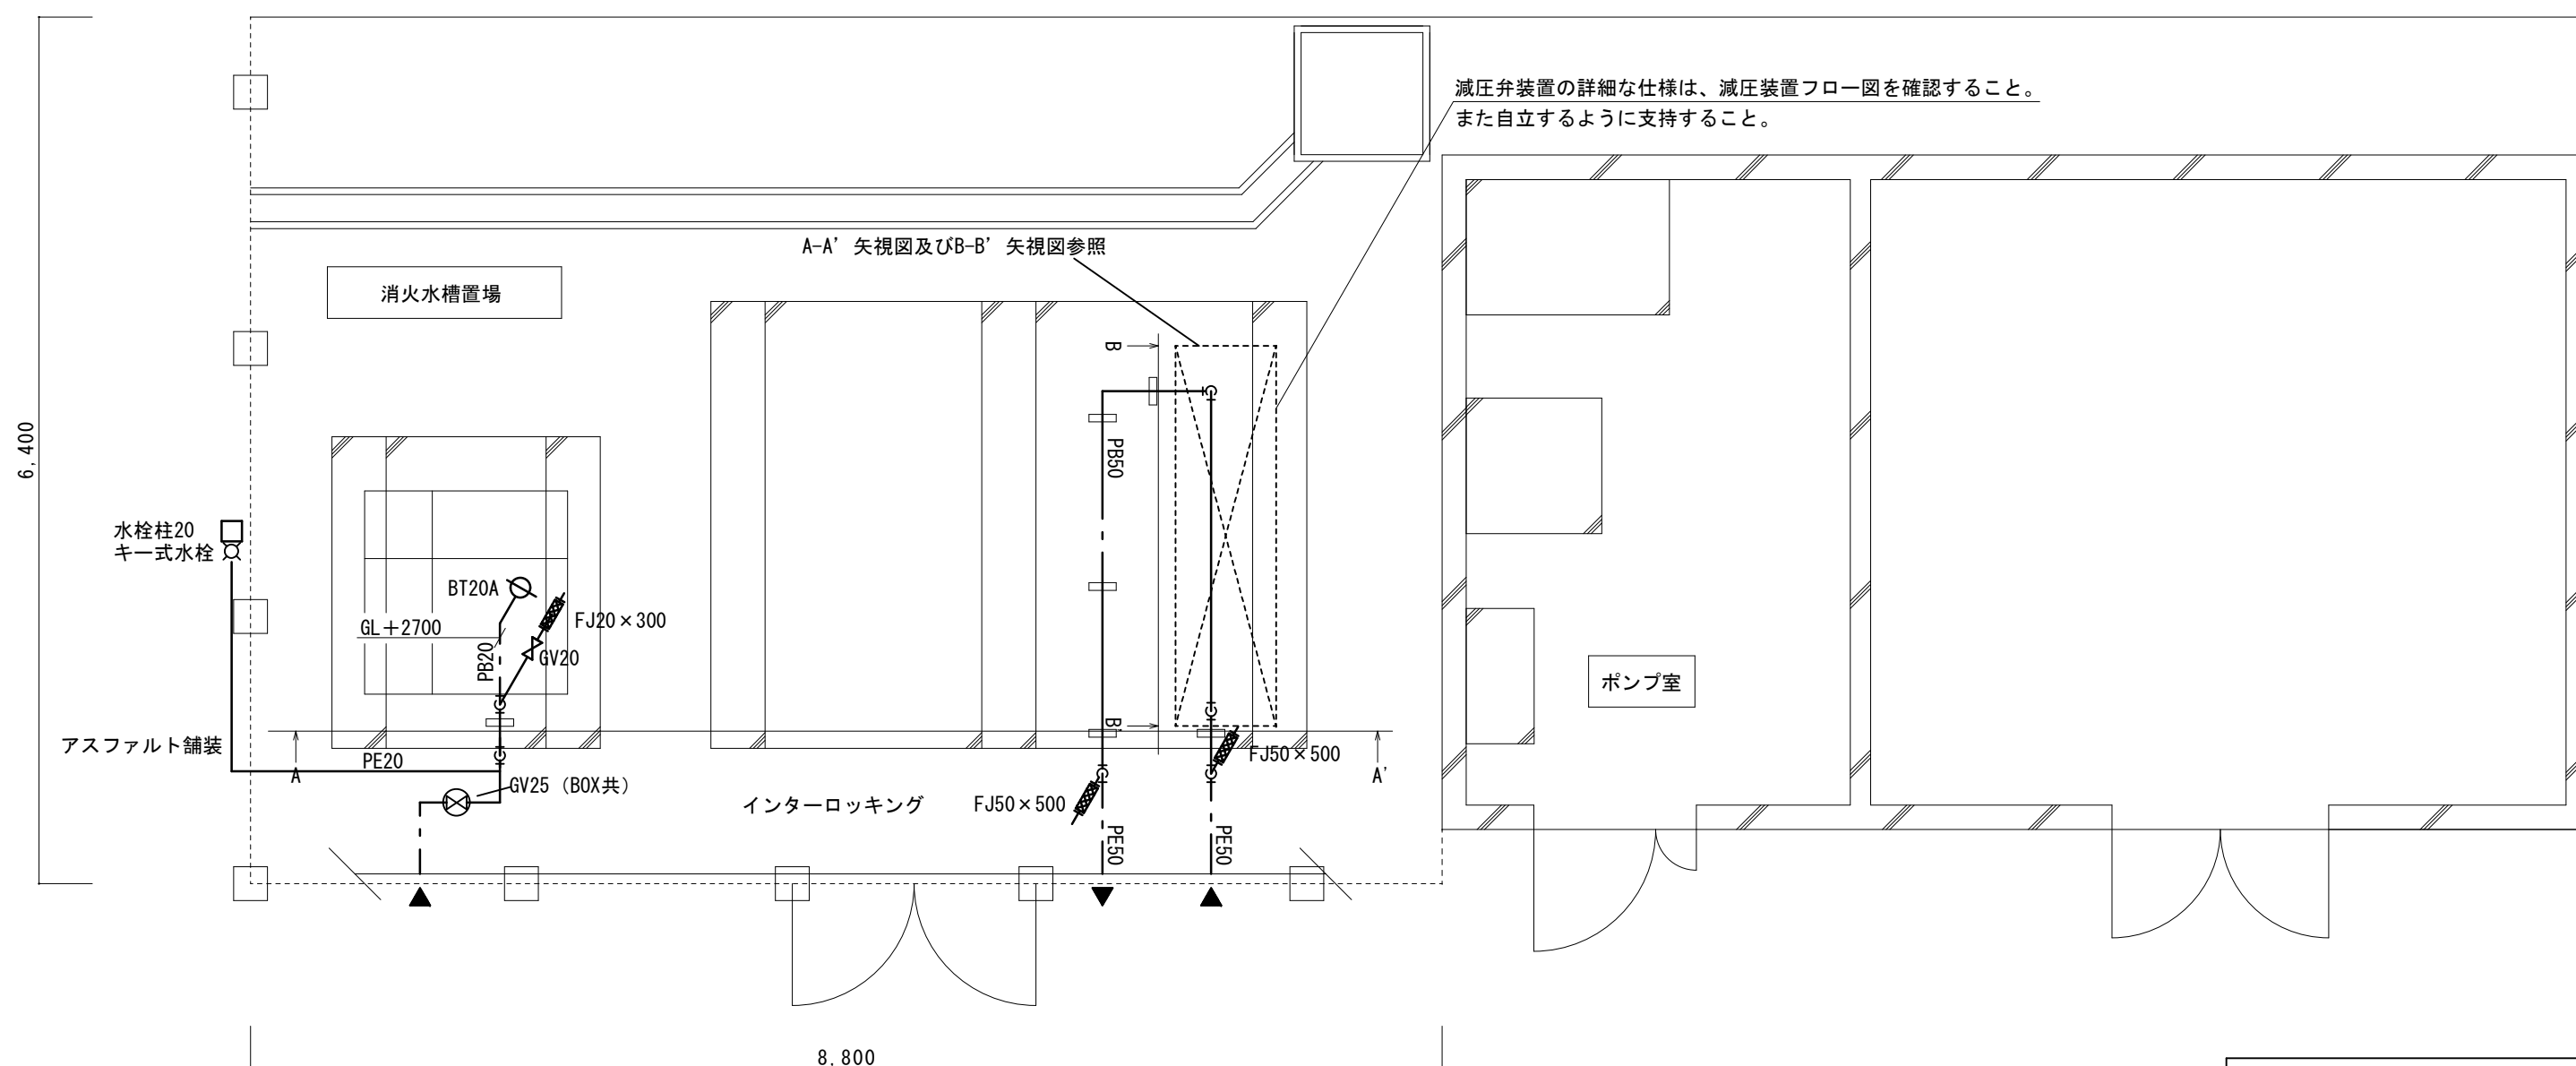 減圧弁装置の詳細な仕様は、減圧装置フロー図を確認すること。
また自立するように支持すること。
A-A’矢視図及びB-B’矢視図参照
消火水槽置場
B
PB50
6,400
水栓柱20
キー式水栓
BT20A
FJ20×300
GL+2700
PB20
GV20
ポンプ室
B'
アスファルト舗装
PE20
A
GV25（BOX共）
インターロッキング
FJ50×500
FJ50×500
A'
PE50
PE50
8,800